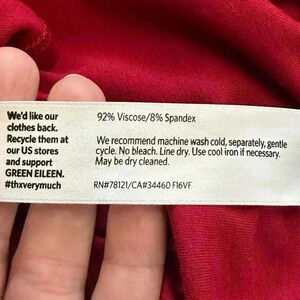 We'd like our
clothes back.
Recycle them at
our US stores
and support
GREEN EILEEN.
#thxverymuch
92% Viscose/8% Spandex
We recommend machine wash cold, separately, gentle
cycle. No bleach. Line dry. Use cool iron if necessary.
May be dry cleaned.
RN#78121/CA#34460 F16VF